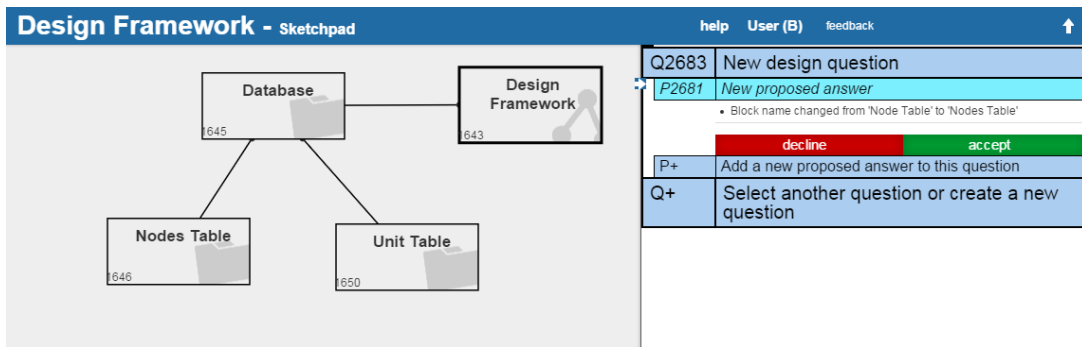 Design Framework - Sketchpad
help User (B) feedback
Database
1645
Design
Framework
1643
Nodes Table
1646
Unit Table
1650
Q2683 New design question
P2681 New proposed answer
• Block name changed from 'Node Table' to 'Nodes Table'
decline accept
P+ Add a new proposed answer to this question
Q+ Select another question or create a new
question